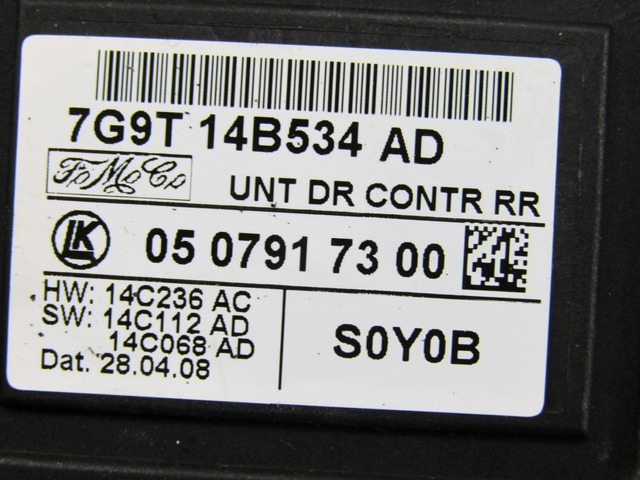 7G9T 14B534 AD
FoMoCo
UNT DR CONTR RR
LK 05 0791 73 00
HW: 14C236 AC
SW: 14C112 AD
14C068 AD
Dat. 28.04.08
S0Y0B